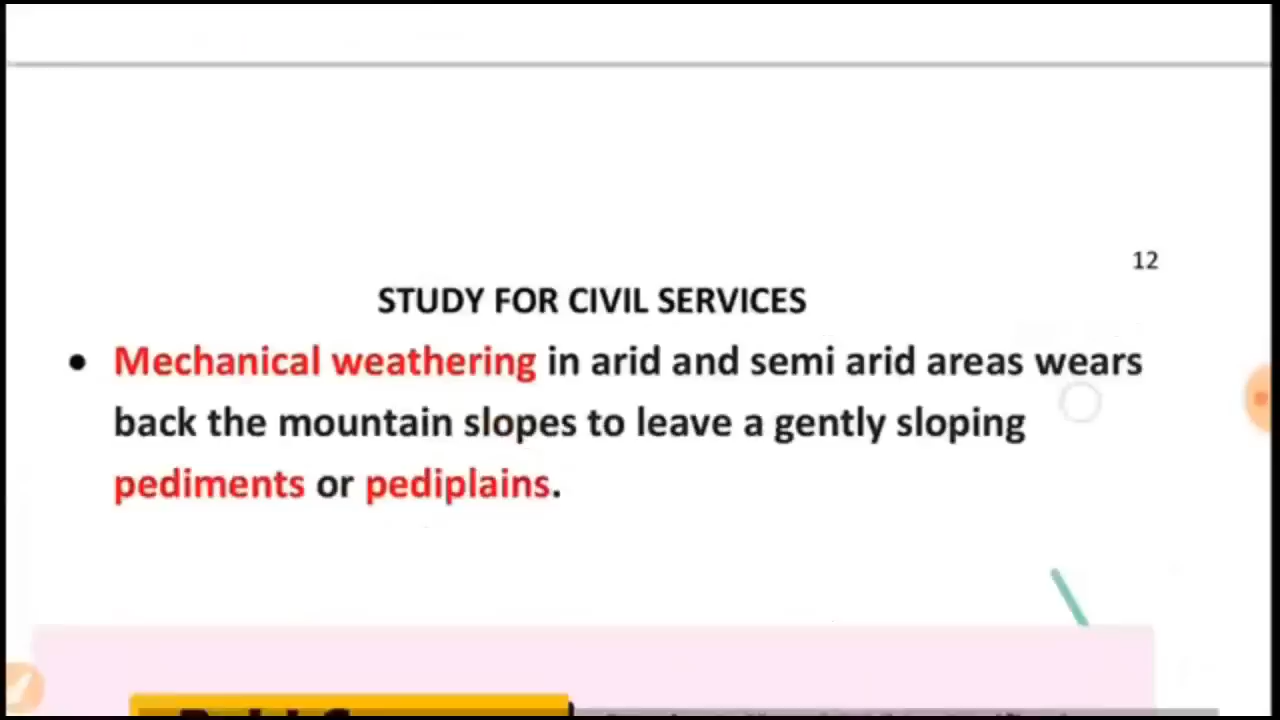 12
STUDY FOR CIVIL SERVICES
• Mechanical weathering in arid and semi arid areas wears
back the mountain slopes to leave a gently sloping
pediments or pediplains.